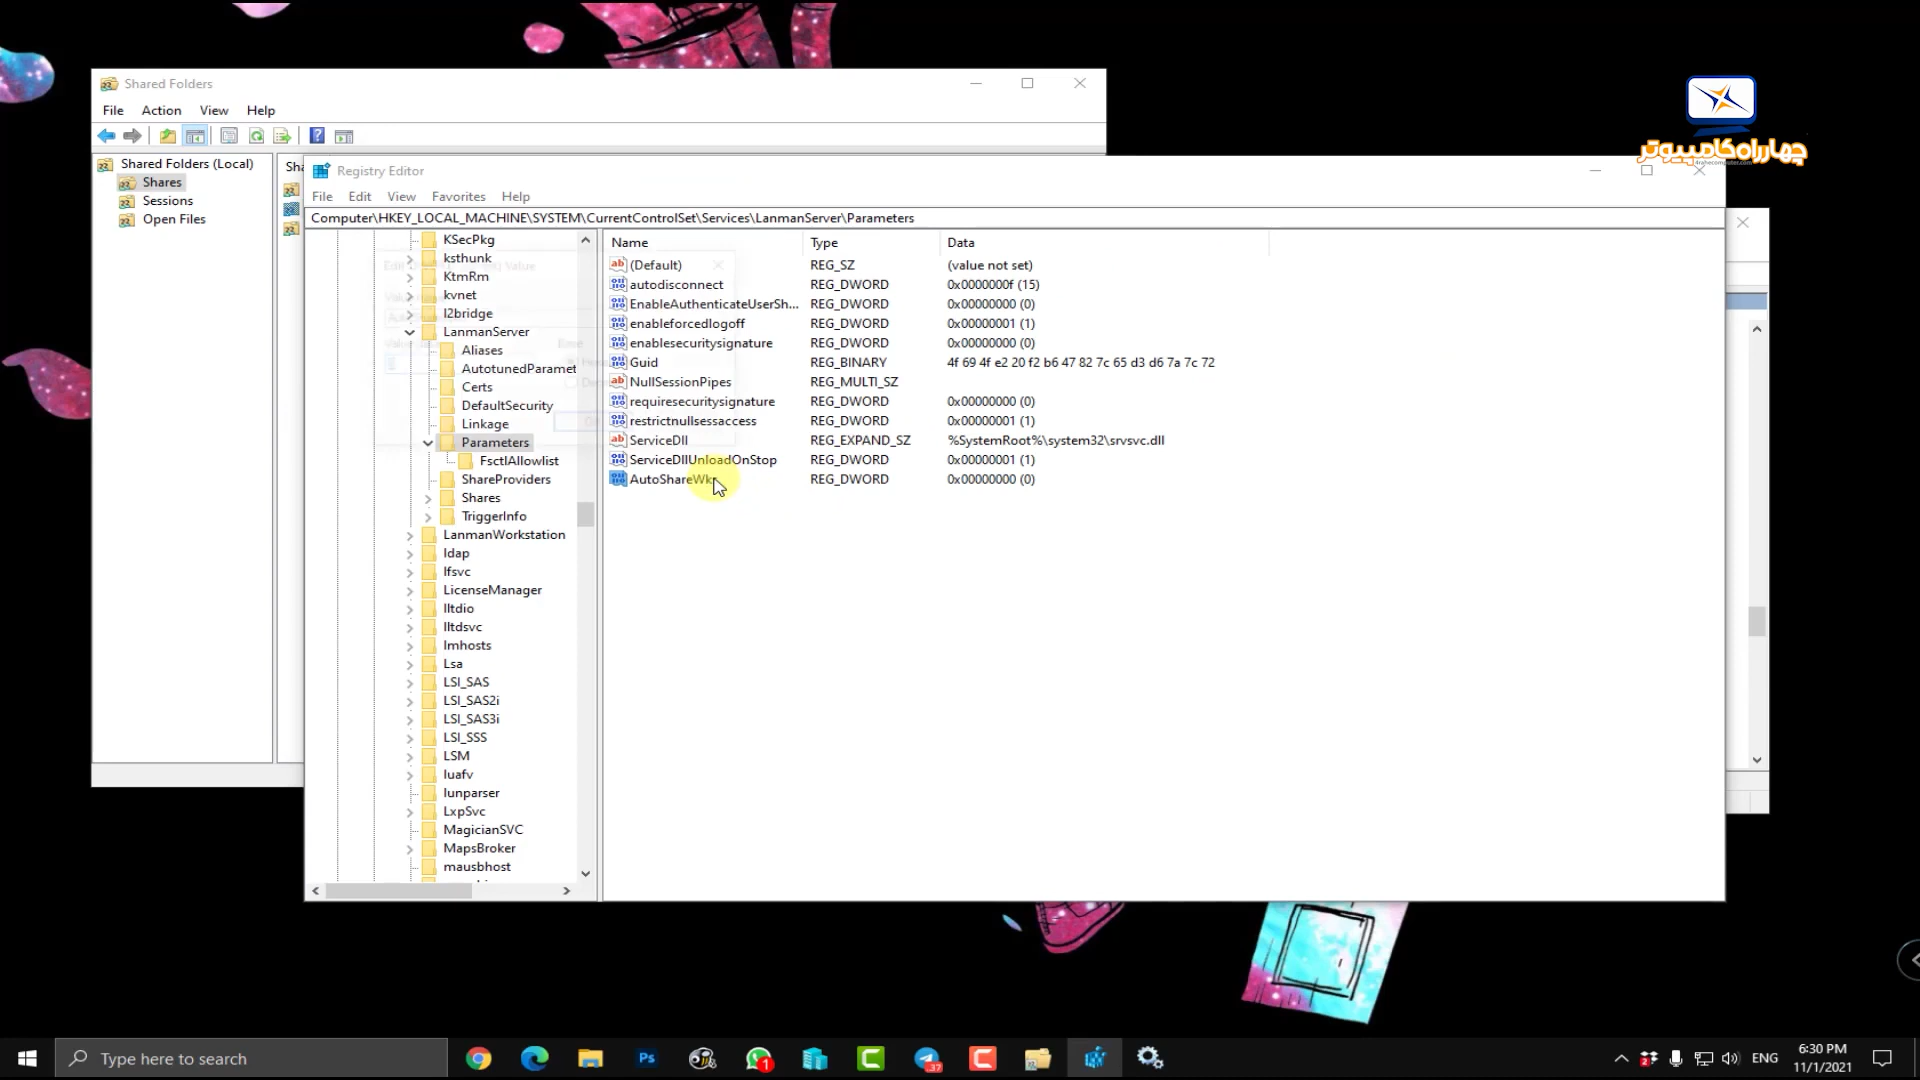 Shared Folders
File Action View Help
Shared Folders (Local)
Shares
Sessions
Open Files
Sha
Registry Editor
File Edit View Favorites Help
Computer\HKEY_LOCAL_MACHINE\SYSTEM\CurrentControlSet\Services\LanmanServer\Parameters
KSecPkg
ksthunk
KtmRm
kvnet
l2bridge
LanmanServer
Aliases
AutotunedParamet
Certs
DefaultSecurity
Linkage
Parameters
FsctlAllowlist
ShareProviders
Shares
TriggerInfo
LanmanWorkstation
ldap
lfsvc
LicenseManager
lltdio
lltdsvc
lmhosts
Lsa
LSI_SAS
LSI_SAS2i
LSI_SAS3i
LSI_SSS
LSM
luafv
lunparser
LxpSvc
MagicianSVC
MapsBroker
mausbhost
Name Type Data
(Default) REG_SZ (value not set)
autodisconnect REG_DWORD 0x0000000f (15)
EnableAuthenticateUserSh... REG_DWORD 0x00000000 (0)
enableforcedlogoff REG_DWORD 0x00000001 (1)
enablesecuritysignature REG_DWORD 0x00000000 (0)
Guid REG_BINARY 4f 69 4f e2 20 f2 b6 47 82 7c 65 d3 d6 7a 7c 72
NullSessionPipes REG_MULTI_SZ
requiresecuritysignature REG_DWORD 0x00000000 (0)
restrictnullsessaccess REG_DWORD 0x00000001 (1)
ServiceDll REG_EXPAND_SZ %SystemRoot%\system32\srvsvc.dll
ServiceDllUnloadOnStop REG_DWORD 0x00000001 (1)
AutoShareWks REG_DWORD 0x00000000 (0)
چهارراه کامپیوتر
4rahecomputer.com
Type here to search
Ps
1
37
ENG
6:30 PM
11/1/2021